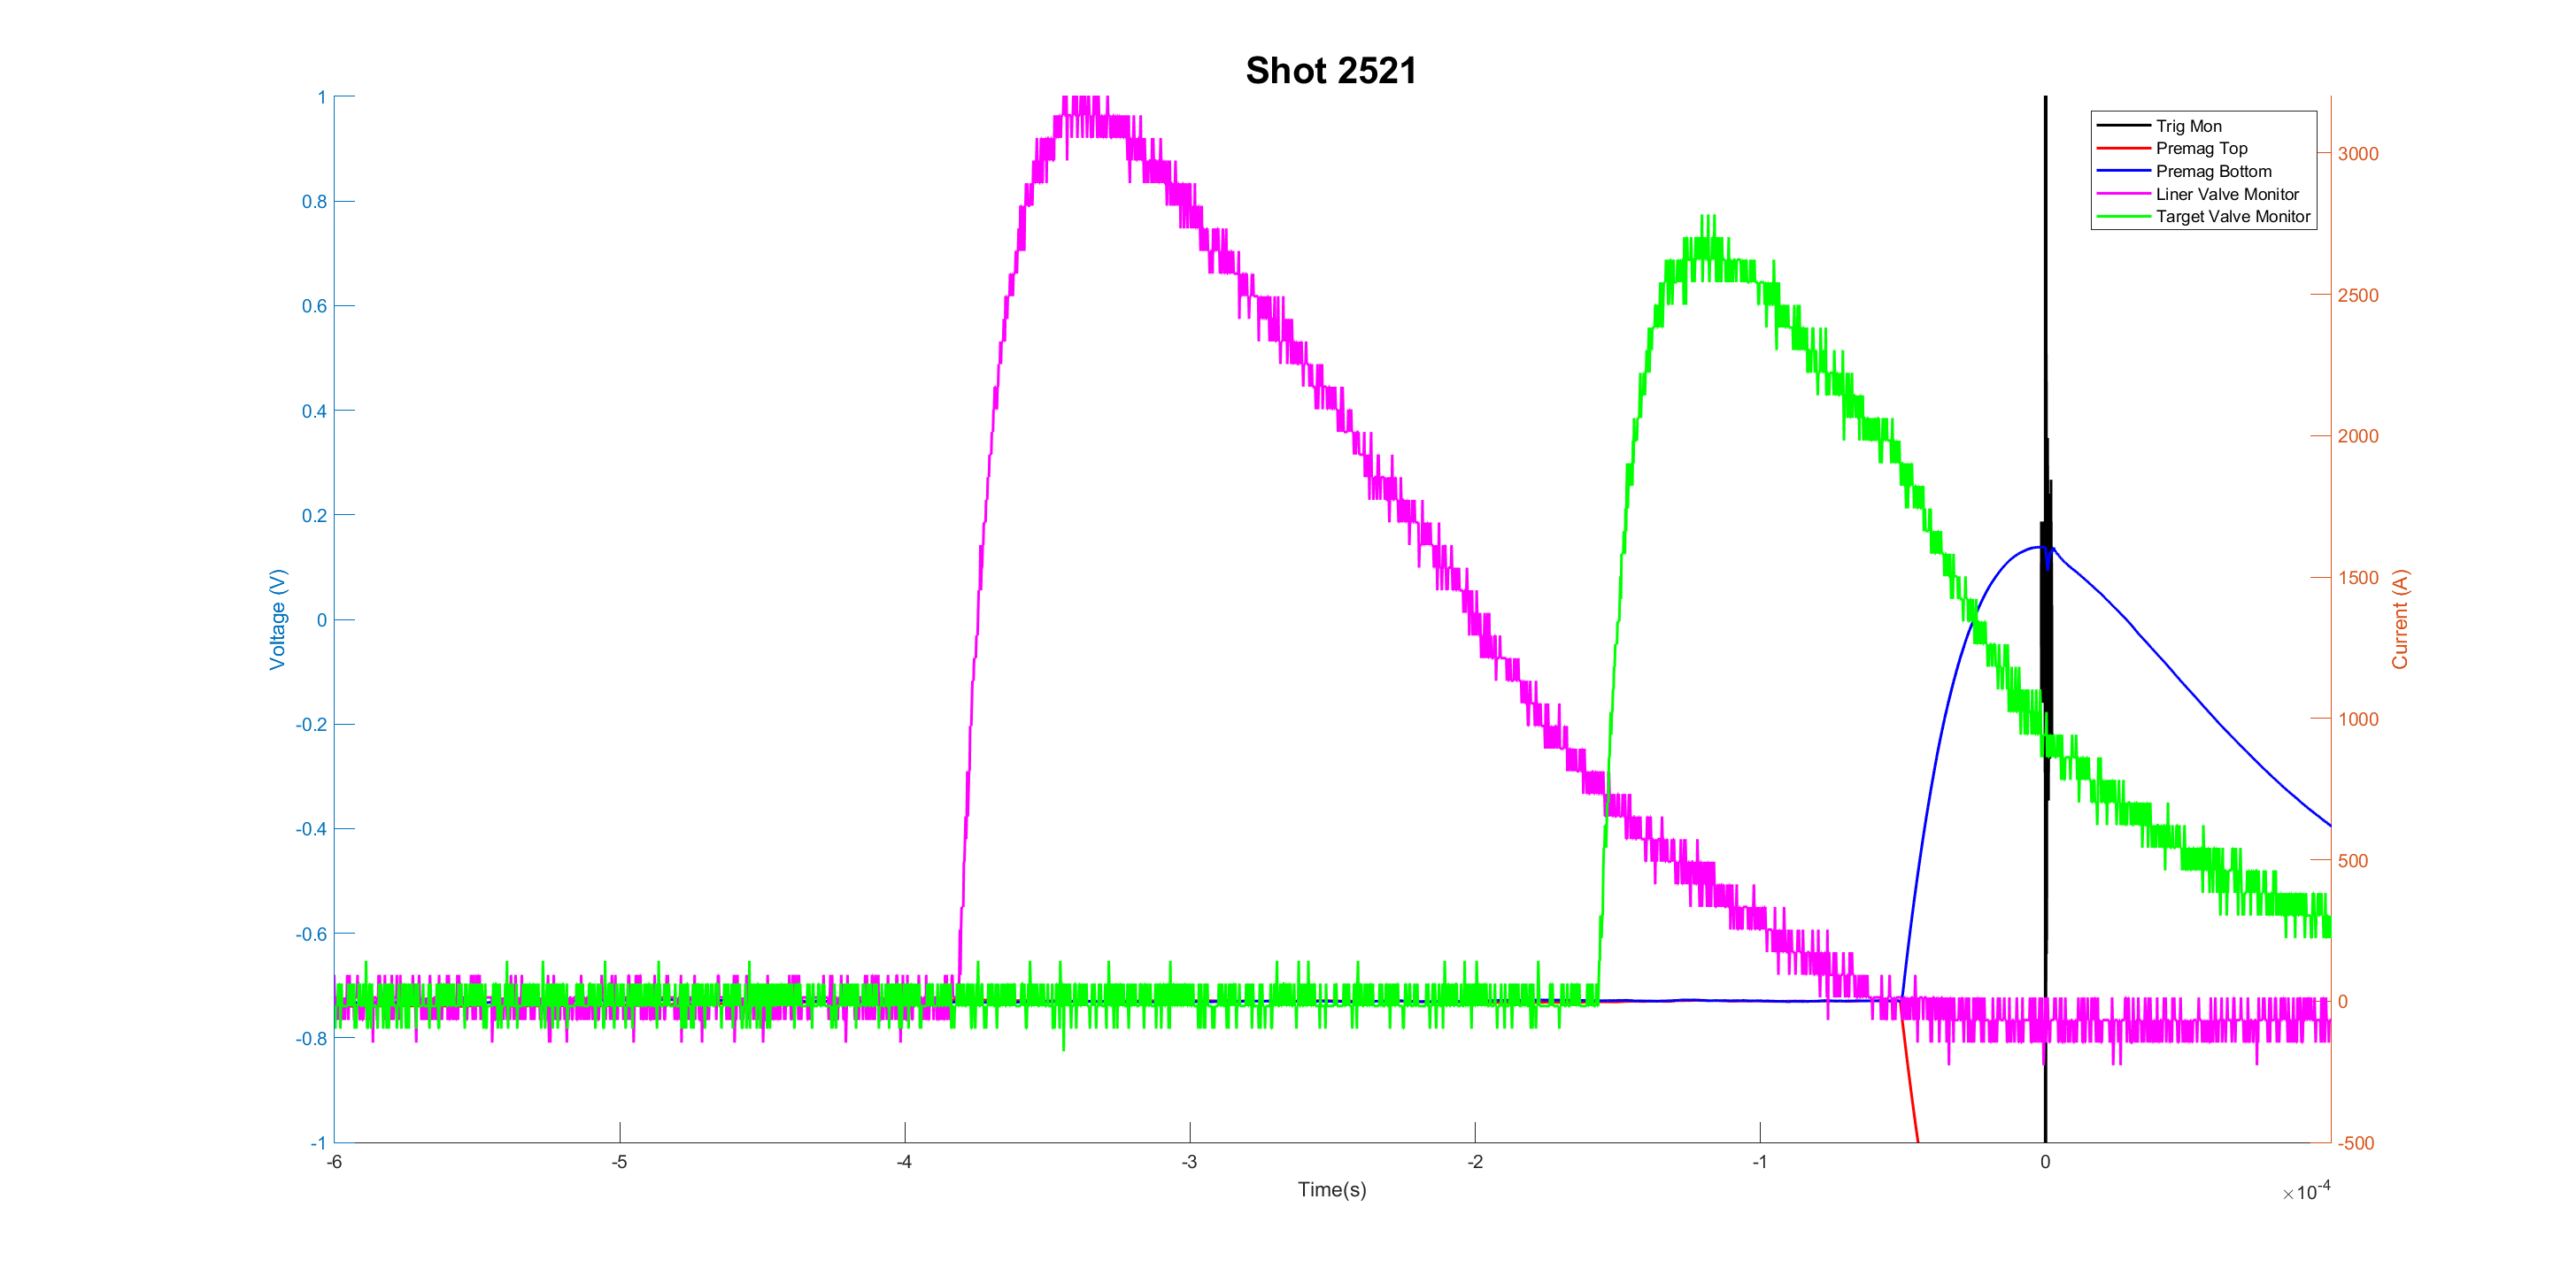 Shot 2521
Trig Mon
Premag Top
Premag Bottom
Liner Valve Monitor
Target Valve Monitor
1
0.8
0.6
0.4
0.2
0
-0.2
-0.4
-0.6
-0.8
-1
Voltage (V)
3000
2500
2000
1500
1000
500
0
-500
Current (A)
-6 -5 -4 -3 -2 -1 0
Time(s)
×10-4